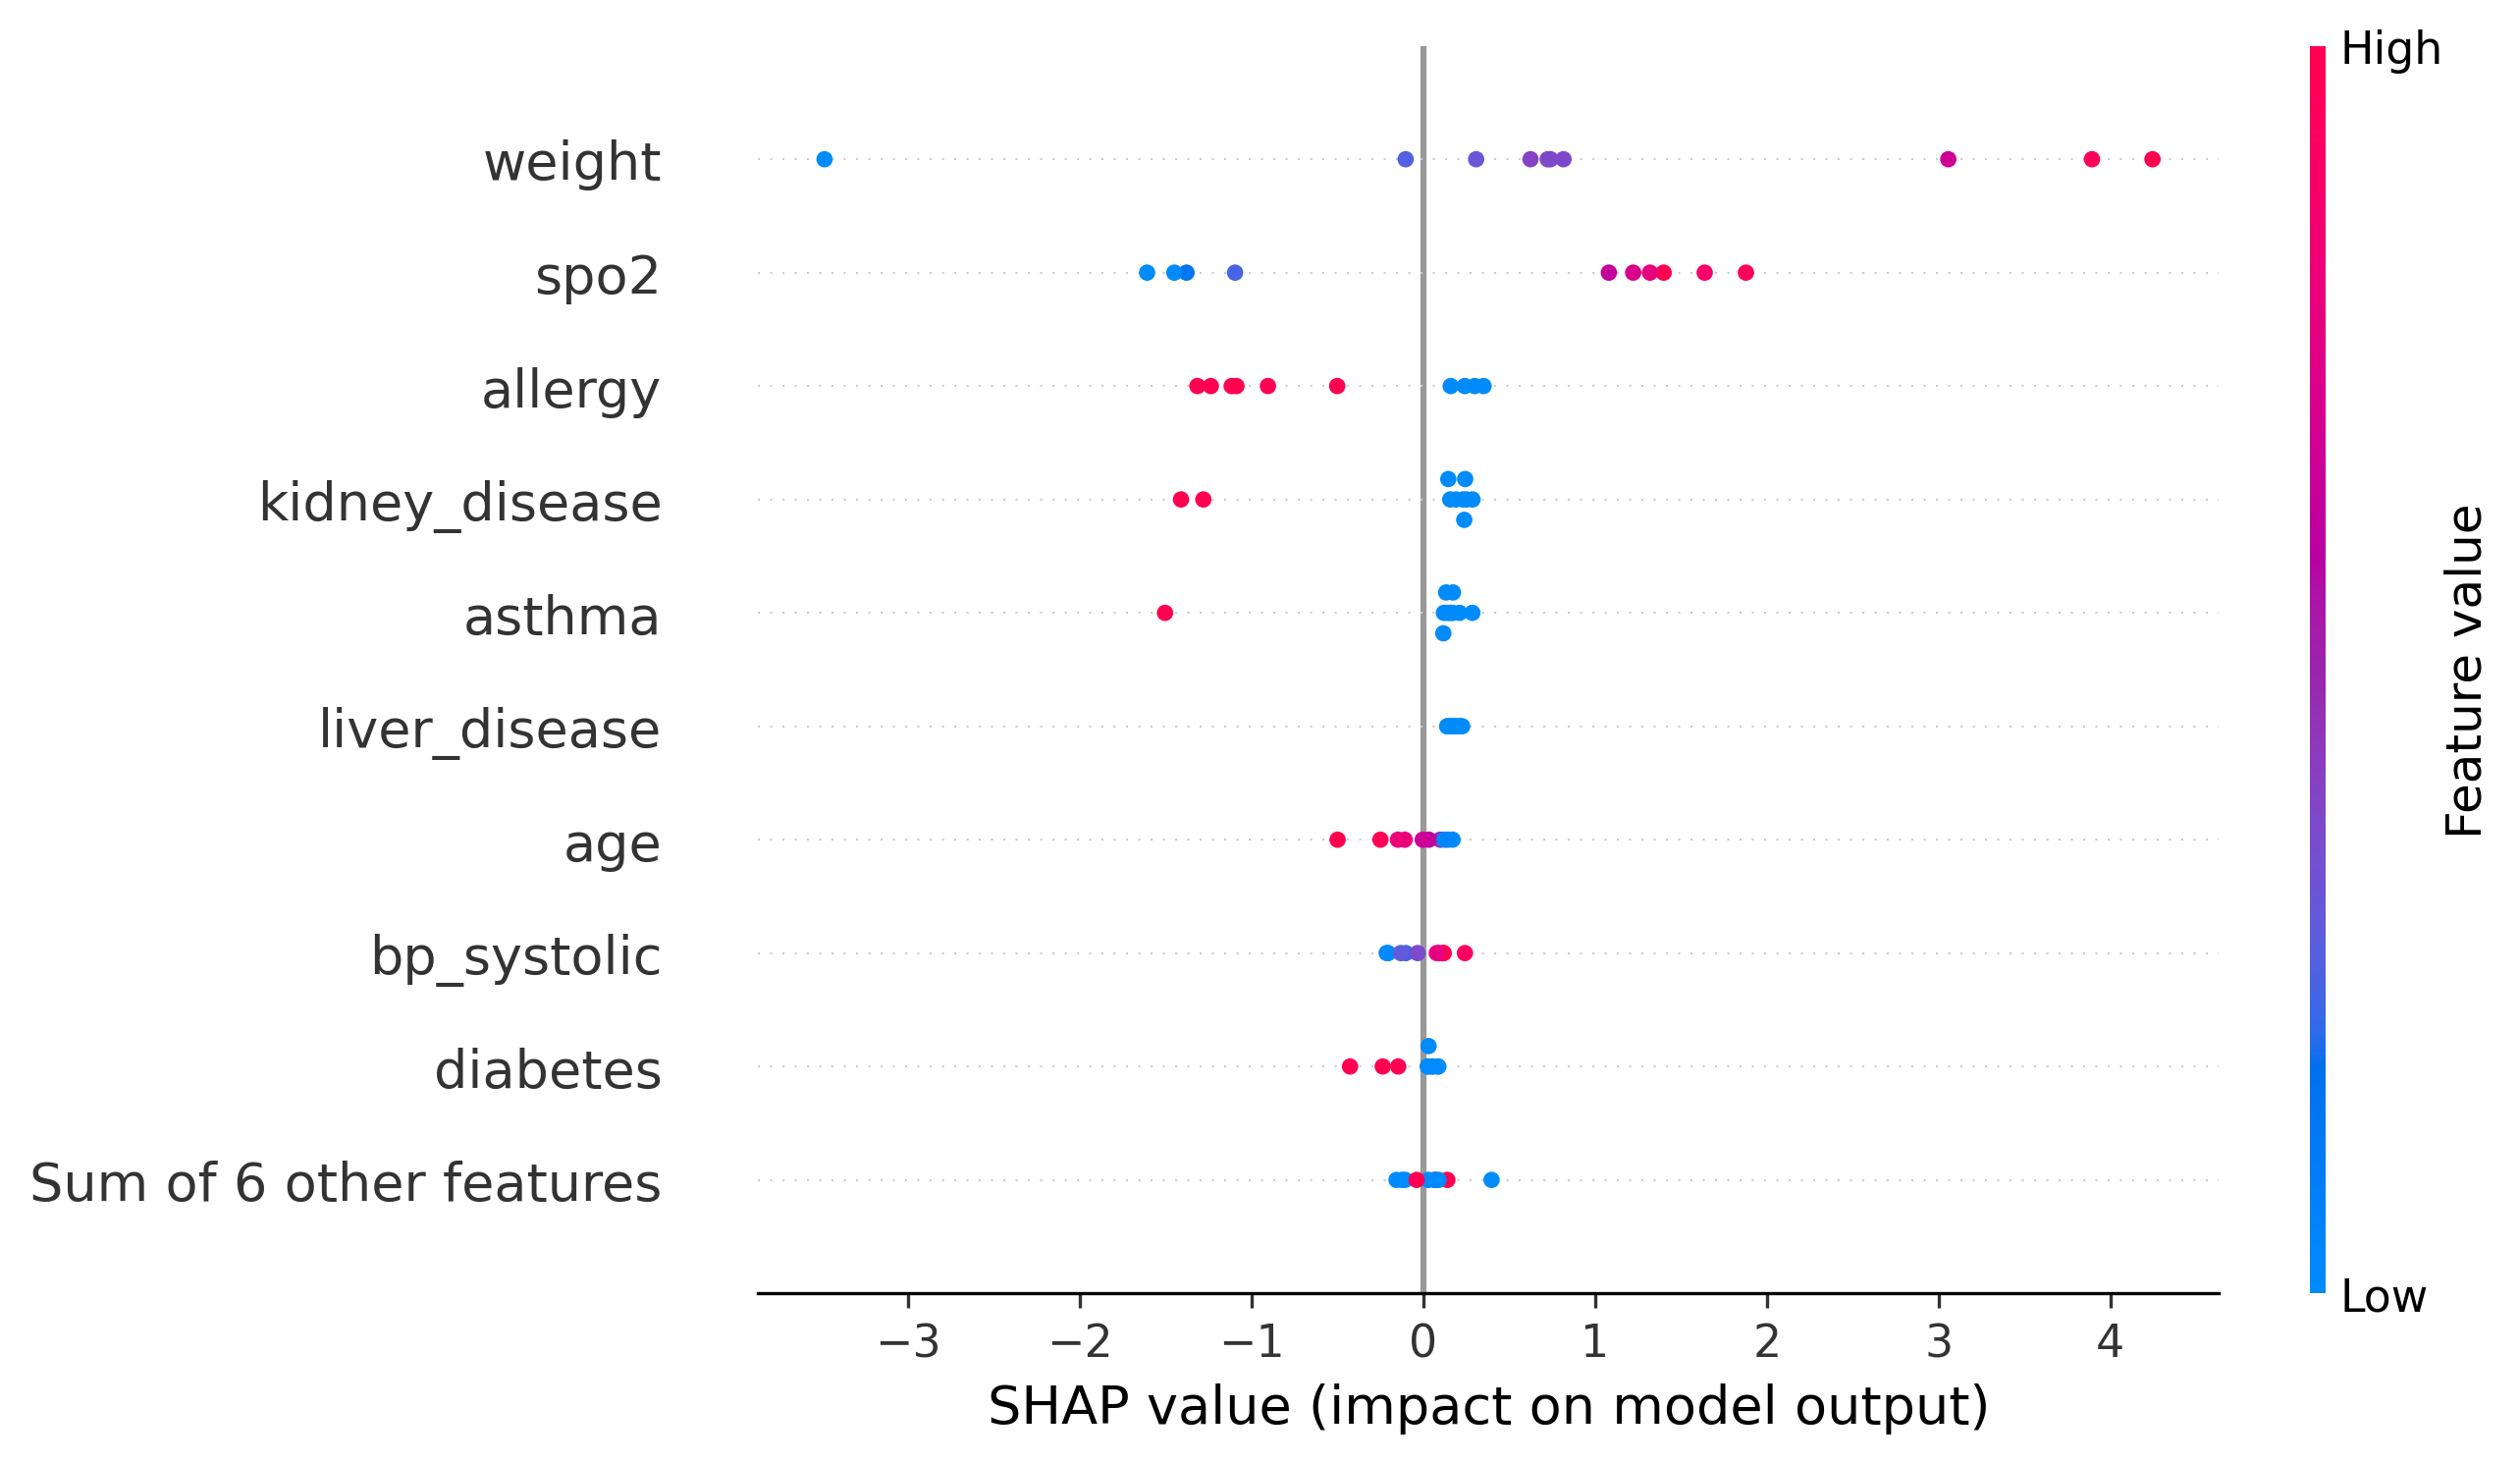 High
weight
spo2
allergy
kidney_disease
asthma
liver_disease
age
bp_systolic
diabetes
Sum of 6 other features
Low
Feature value
−3 −2 −1 0 1 2 3 4
SHAP value (impact on model output)